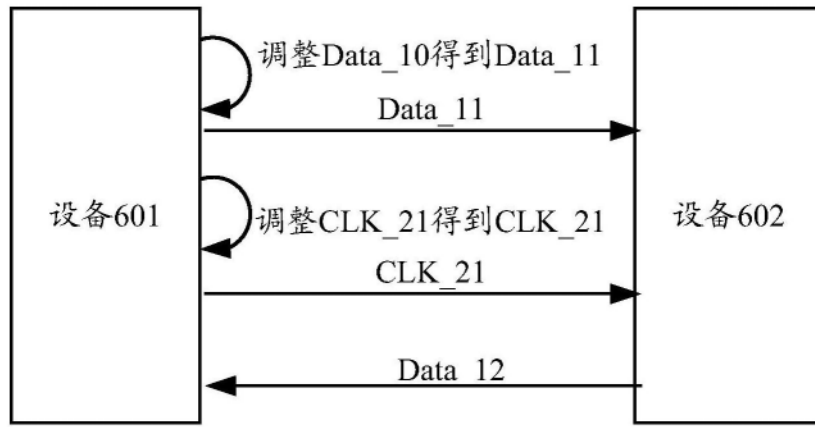 调整Data_10得到Data_11
Data_11
设备601
设备602
调整CLK_21得到CLK_21
CLK_21
Data_12